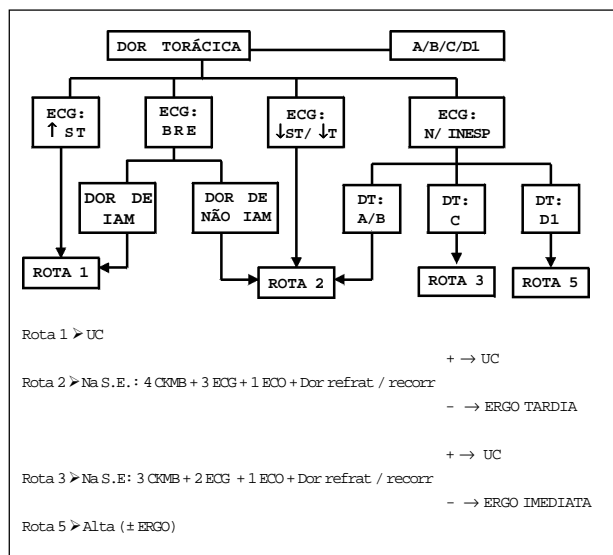 DOR TORÁCICA
A/B/C/D1
ECG:
↑ST
ECG:
BRE
ECG:
↓ST/ ↓T
ECG:
N/ INESP
DOR DE
IAM
DOR DE
NÃO IAM
DT:
A/B
DT:
C
DT:
D1
ROTA 1
ROTA 2
ROTA 3
ROTA 5
Rota 1 ➢ UC
+ → UC
Rota 2 ➢ Na S.E.: 4 CKMB + 3 ECG + 1 ECO + Dor refrat / recorr
- → ERGO TARDIA
+ → UC
Rota 3 ➢ Na S.E: 3 CKMB + 2 ECG + 1 ECO + Dor refrat / recorr
- → ERGO IMEDIATA
Rota 5 ➢ Alta (± ERGO)